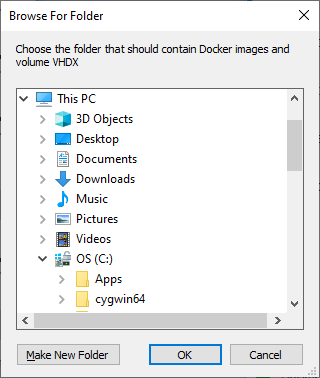 Browse For Folder
Choose the folder that should contain Docker images and
volume VHDX
This PC
3D Objects
Desktop
Documents
Downloads
Music
Pictures
Videos
OS (C:)
Apps
cygwin64
Make New Folder
OK
Cancel